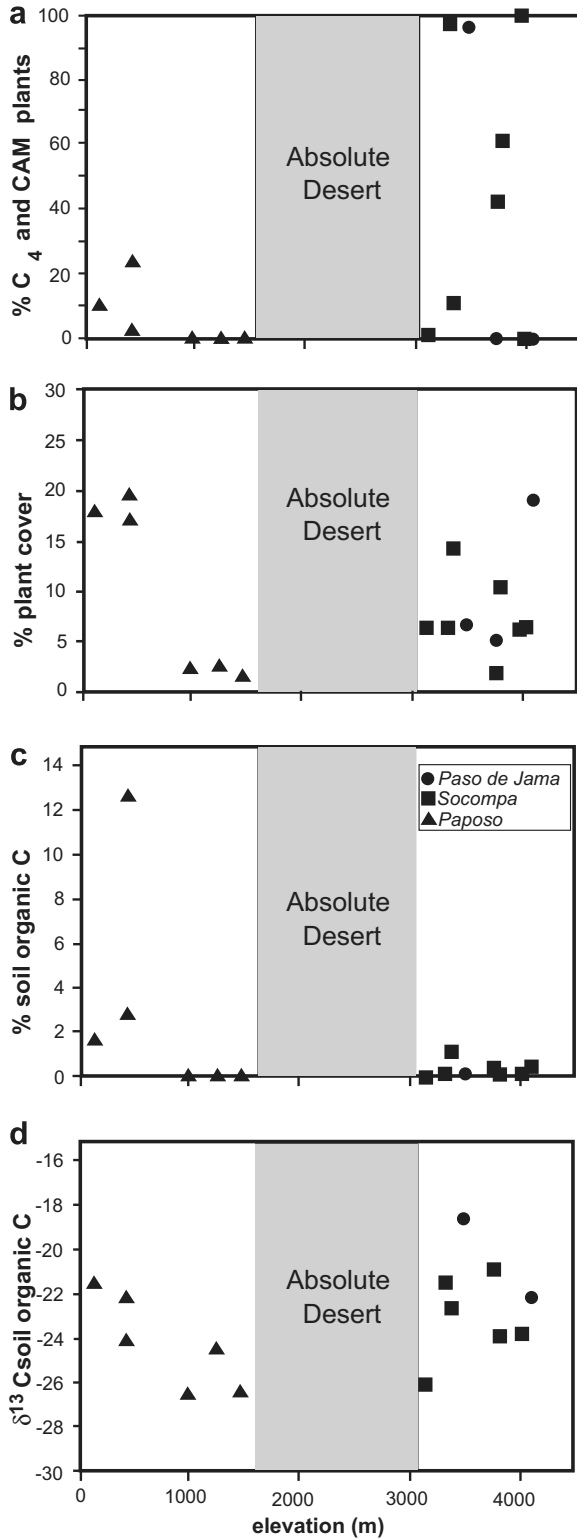 a
% C4 and CAM plants
100
80
60
40
20
0
Absolute
Desert
b
% plant cover
30
25
20
15
10
5
0
Absolute
Desert
c
% soil organic C
14
12
10
8
6
4
2
0
Absolute
Desert
Paso de Jama
Socompa
Paposo
d
δ13 Csoil organic C
-16
-18
-20
-22
-24
-26
-28
-30
Absolute
Desert
0 1000 2000 3000 4000
elevation (m)